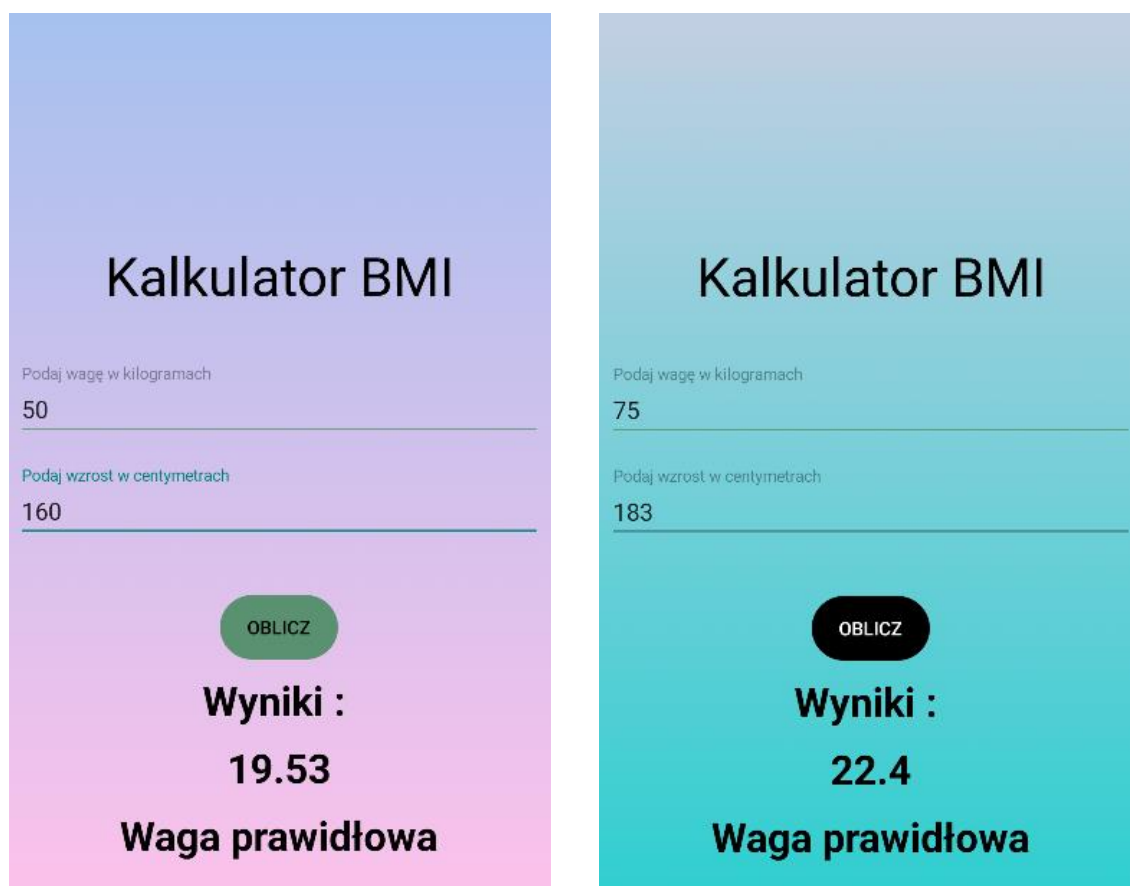 Kalkulator BMI
Podaj wagę w kilogramach
50
Podaj wzrost w centymetrach
160
OBLICZ
Wyniki :
19.53
Waga prawidłowa
Kalkulator BMI
Podaj wagę w kilogramach
75
Podaj wzrost w centymetrach
183
OBLICZ
Wyniki :
22.4
Waga prawidłowa